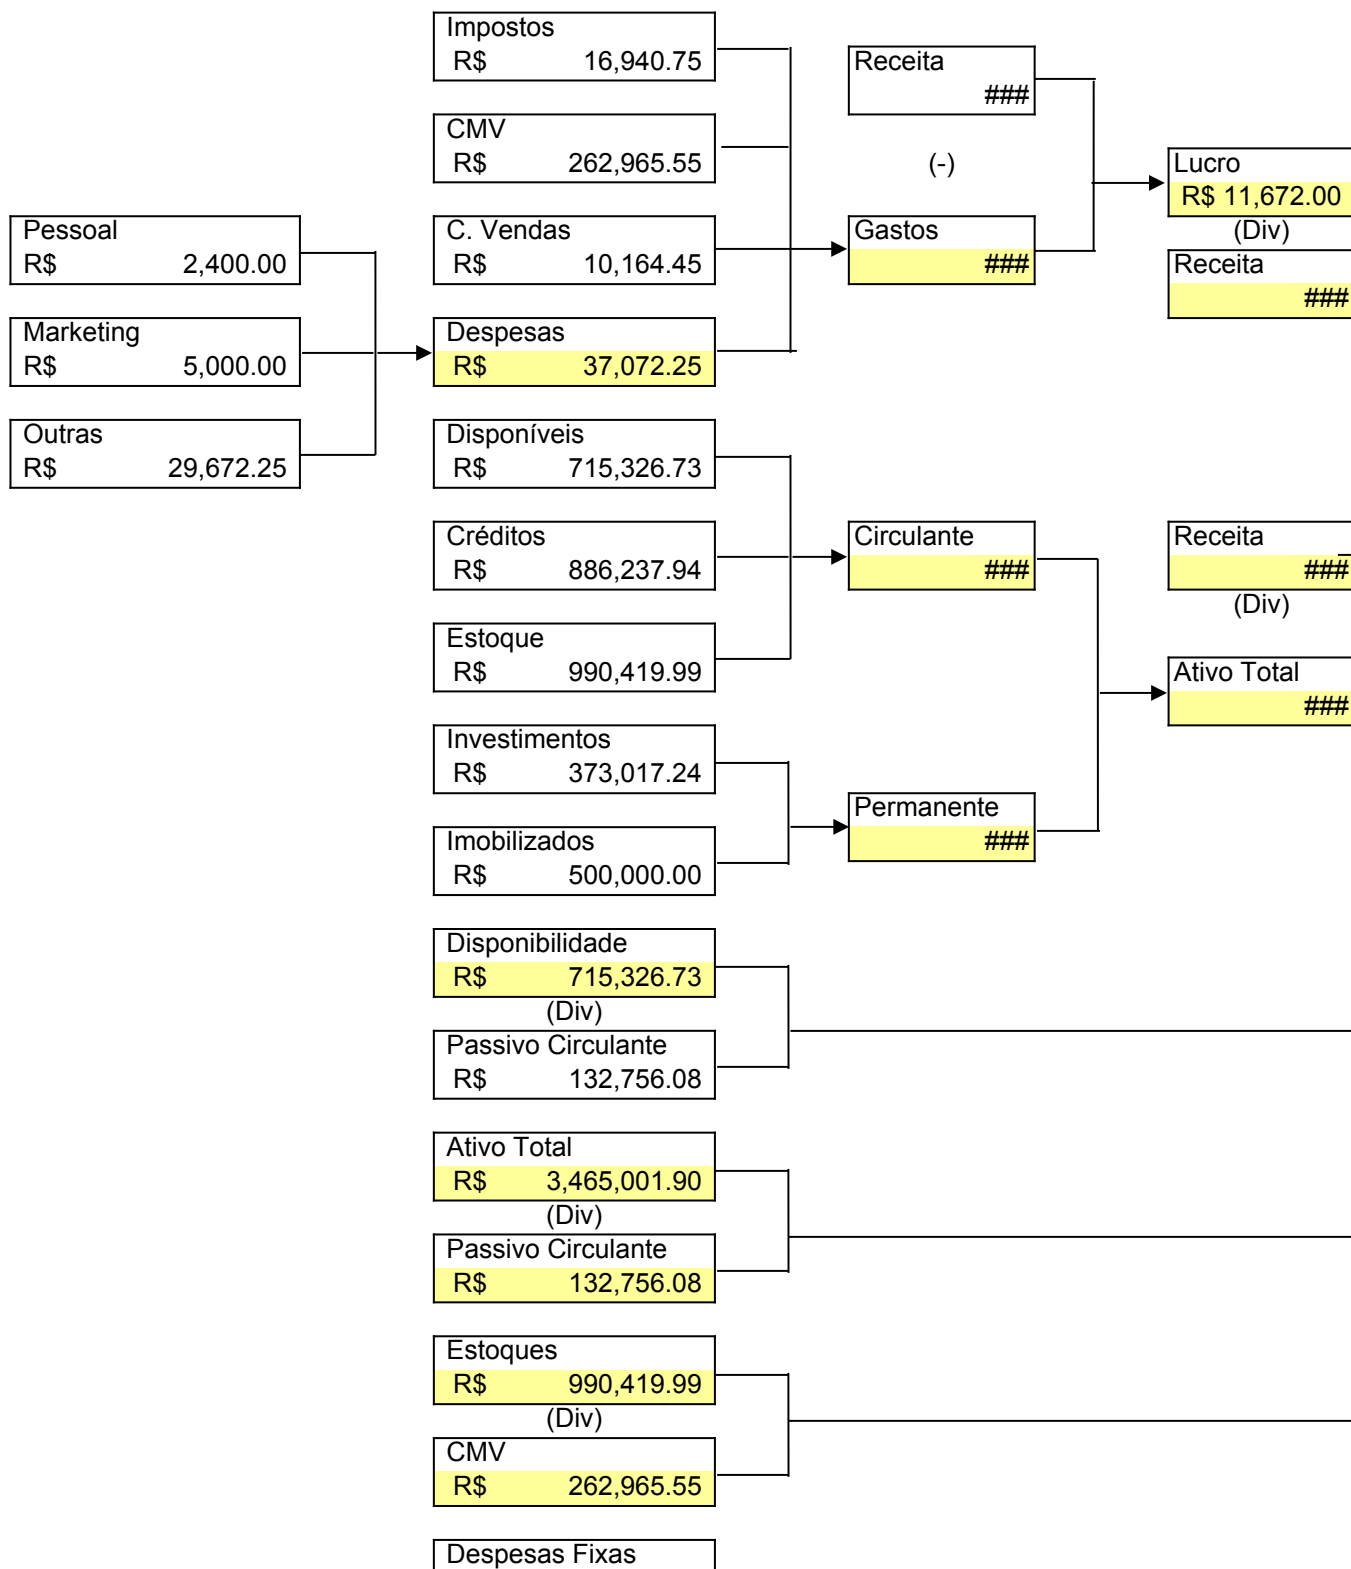 Impostos
R$ 16,940.75
Receita
###
CMV
R$ 262,965.55
(-)
Lucro
R$ 11,672.00
Pessoal
R$ 2,400.00
C. Vendas
R$ 10,164.45
Gastos
###
(Div)
Receita
###
Marketing
R$ 5,000.00
Despesas
R$ 37,072.25
Outras
R$ 29,672.25
Disponíveis
R$ 715,326.73
Créditos
R$ 886,237.94
Circulante
###
Receita
###
(Div)
Estoque
R$ 990,419.99
Ativo Total
###
Investimentos
R$ 373,017.24
Permanente
###
Imobilizados
R$ 500,000.00
Disponibilidade
R$ 715,326.73
(Div)
Passivo Circulante
R$ 132,756.08
Ativo Total
R$ 3,465,001.90
(Div)
Passivo Circulante
R$ 132,756.08
Estoques
R$ 990,419.99
(Div)
CMV
R$ 262,965.55
Despesas Fixas